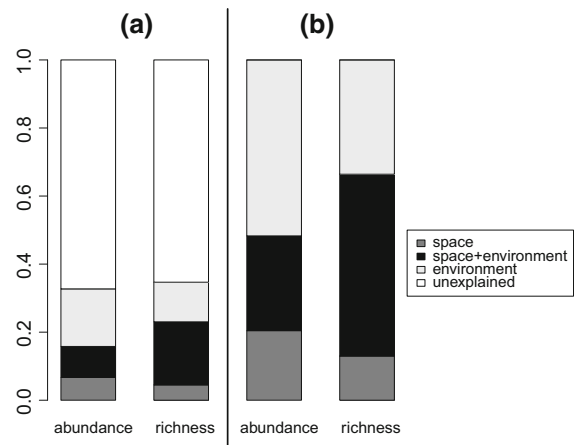 (a)
(b)
1.0
0.8
0.6
0.4
0.2
0.0
abundance
richness
abundance
richness
space
space+environment
environment
unexplained